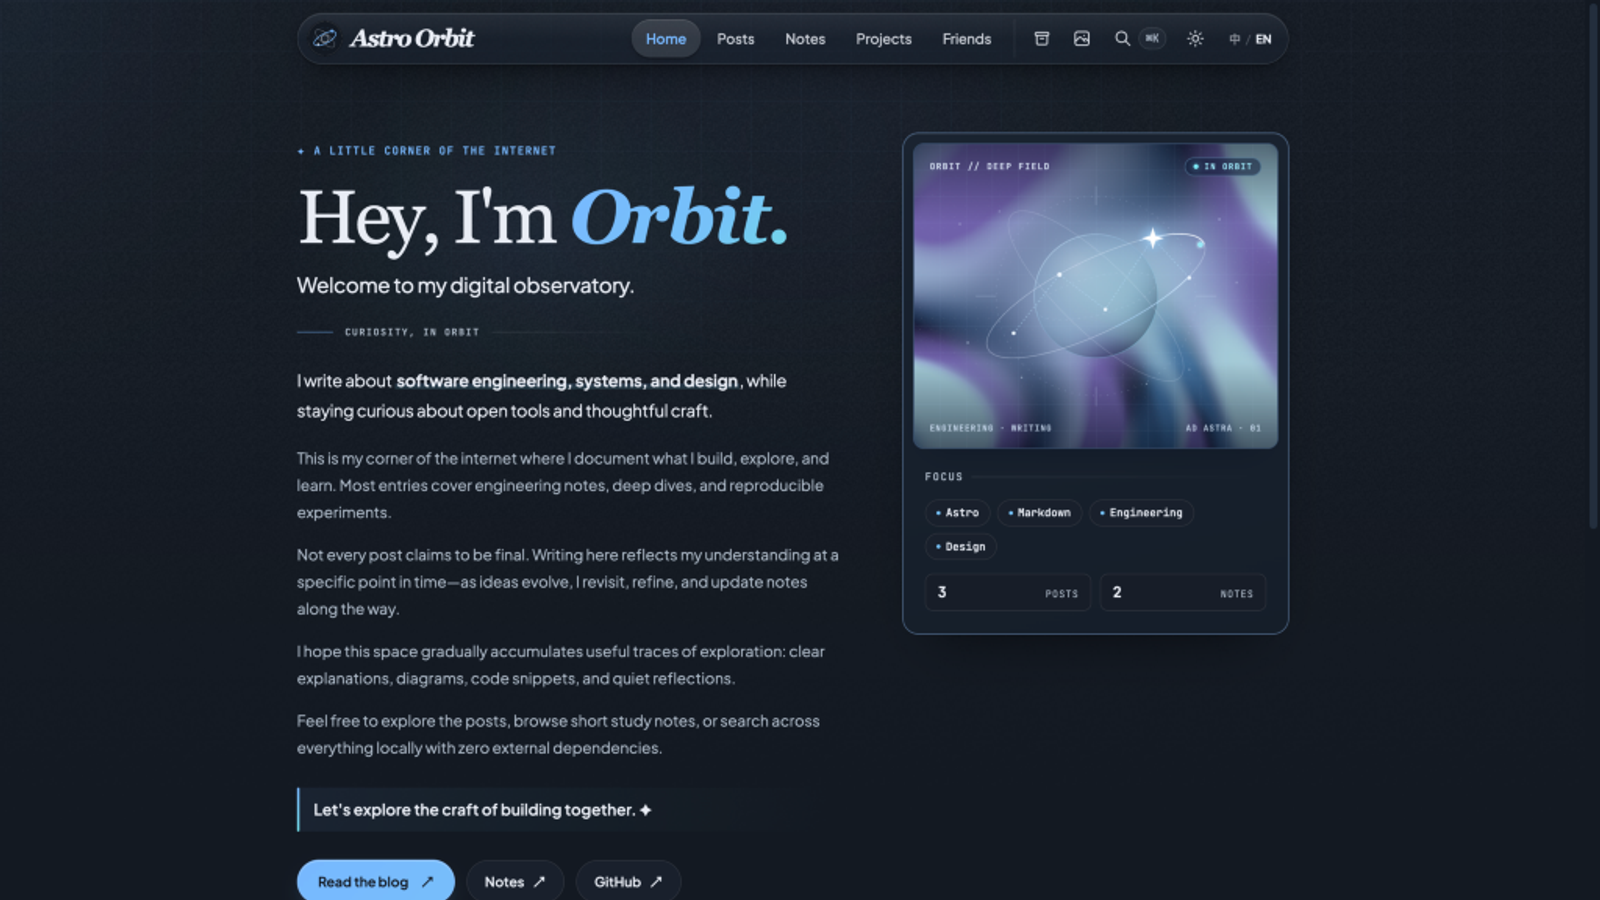 Astro Orbit
Home
Posts
Notes
Projects
Friends
⌘K
中 / EN
✦ A LITTLE CORNER OF THE INTERNET
Hey, I'm Orbit.
Welcome to my digital observatory.
CURIOSITY, IN ORBIT
I write about software engineering, systems, and design, while
staying curious about open tools and thoughtful craft.
This is my corner of the internet where I document what I build, explore, and
learn. Most entries cover engineering notes, deep dives, and reproducible
experiments.
Not every post claims to be final. Writing here reflects my understanding at a
specific point in time—as ideas evolve, I revisit, refine, and update notes
along the way.
I hope this space gradually accumulates useful traces of exploration: clear
explanations, diagrams, code snippets, and quiet reflections.
Feel free to explore the posts, browse short study notes, or search across
everything locally with zero external dependencies.
Let's explore the craft of building together. ✦
Read the blog ↗
Notes ↗
GitHub ↗
ORBIT // DEEP FIELD
IN ORBIT
ENGINEERING · WRITING
AD ASTRA · 01
FOCUS
Astro
Markdown
Engineering
Design
3 POSTS
2 NOTES